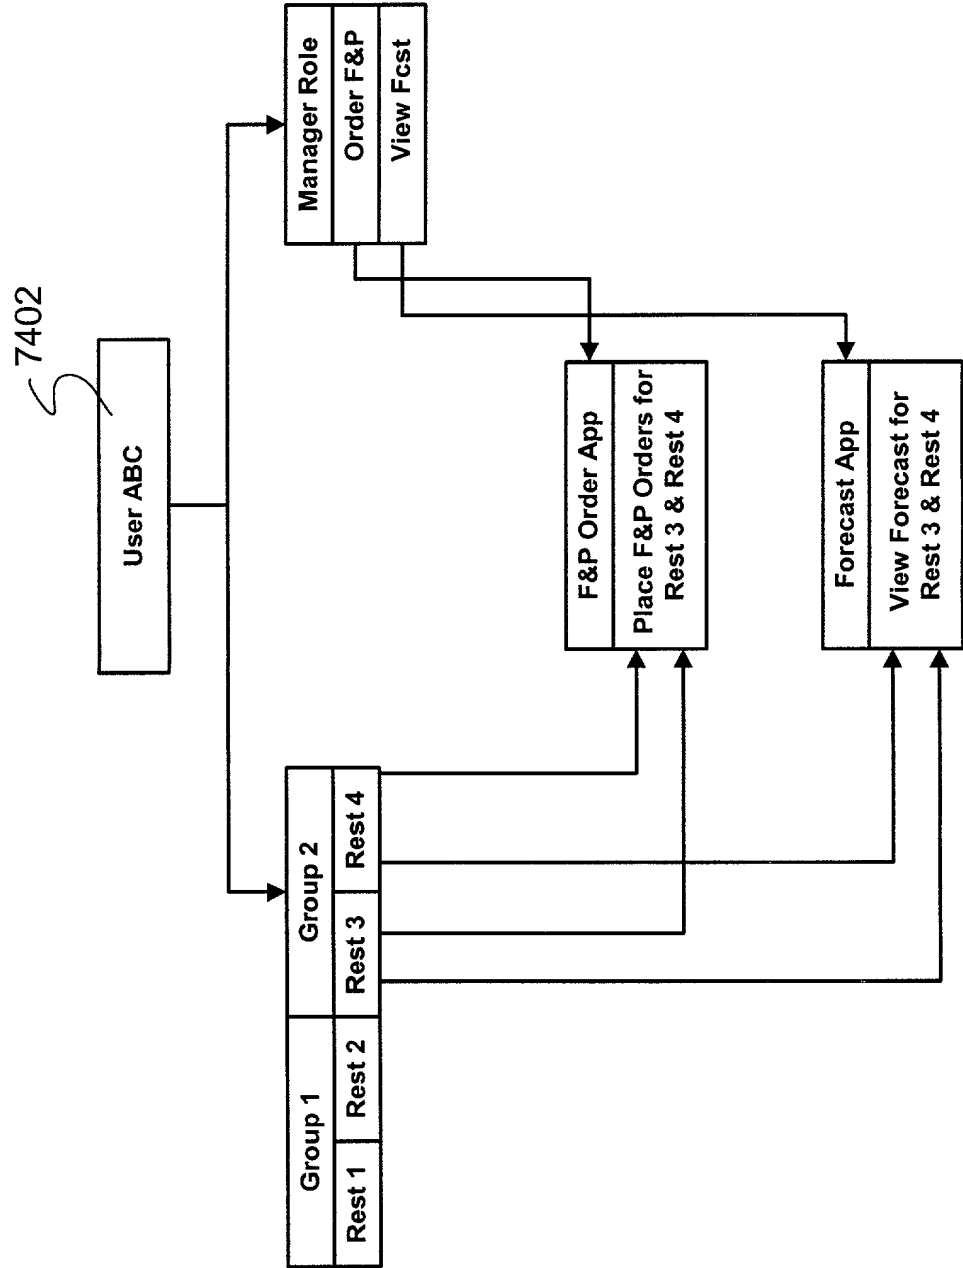 7402
User ABC
Group 1
Group 2
Manager Role
Rest 1
Rest 2
Rest 3
Rest 4
Order F&P
View Fcst
F&P Order App
Place F&P Orders for
Rest 3 & Rest 4
Forecast App
View Forecast for
Rest 3 & Rest 4